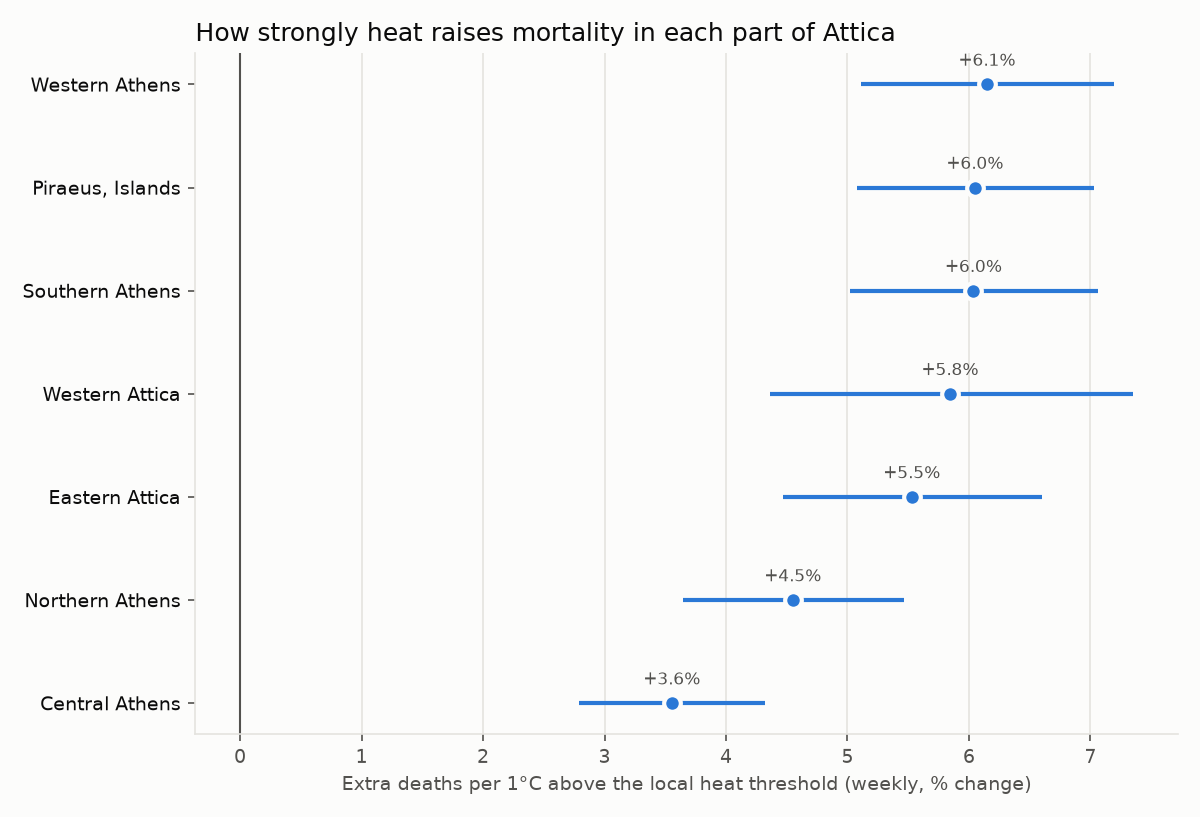 How strongly heat raises mortality in each part of Attica
Western Athens
+6.1%
Piraeus, Islands
+6.0%
Southern Athens
+6.0%
Western Attica
+5.8%
Eastern Attica
+5.5%
Northern Athens
+4.5%
Central Athens
+3.6%
0 1 2 3 4 5 6 7
Extra deaths per 1°C above the local heat threshold (weekly, % change)